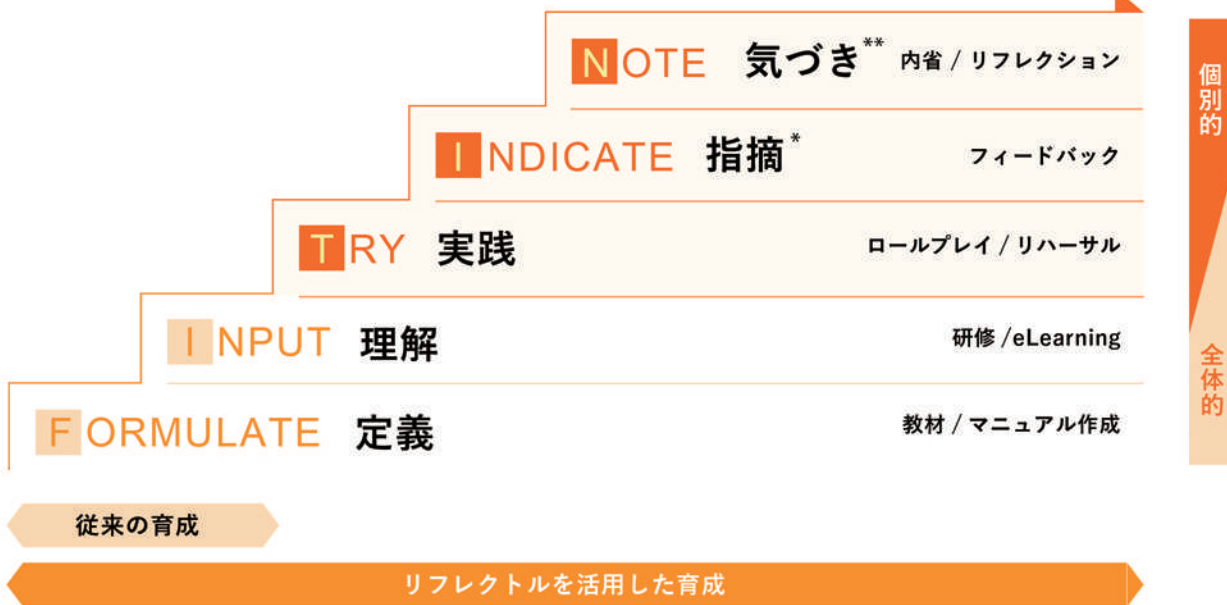 NOTE 気づき** 内省 / リフレクション
INDICATE 指摘* フィードバック
TRY 実践 ロールプレイ / リハーサル
INPUT 理解 研修 /eLearning
FORMULATE 定義 教材 / マニュアル作成
個別的
全体的
従来の育成
リフレクトルを活用した育成